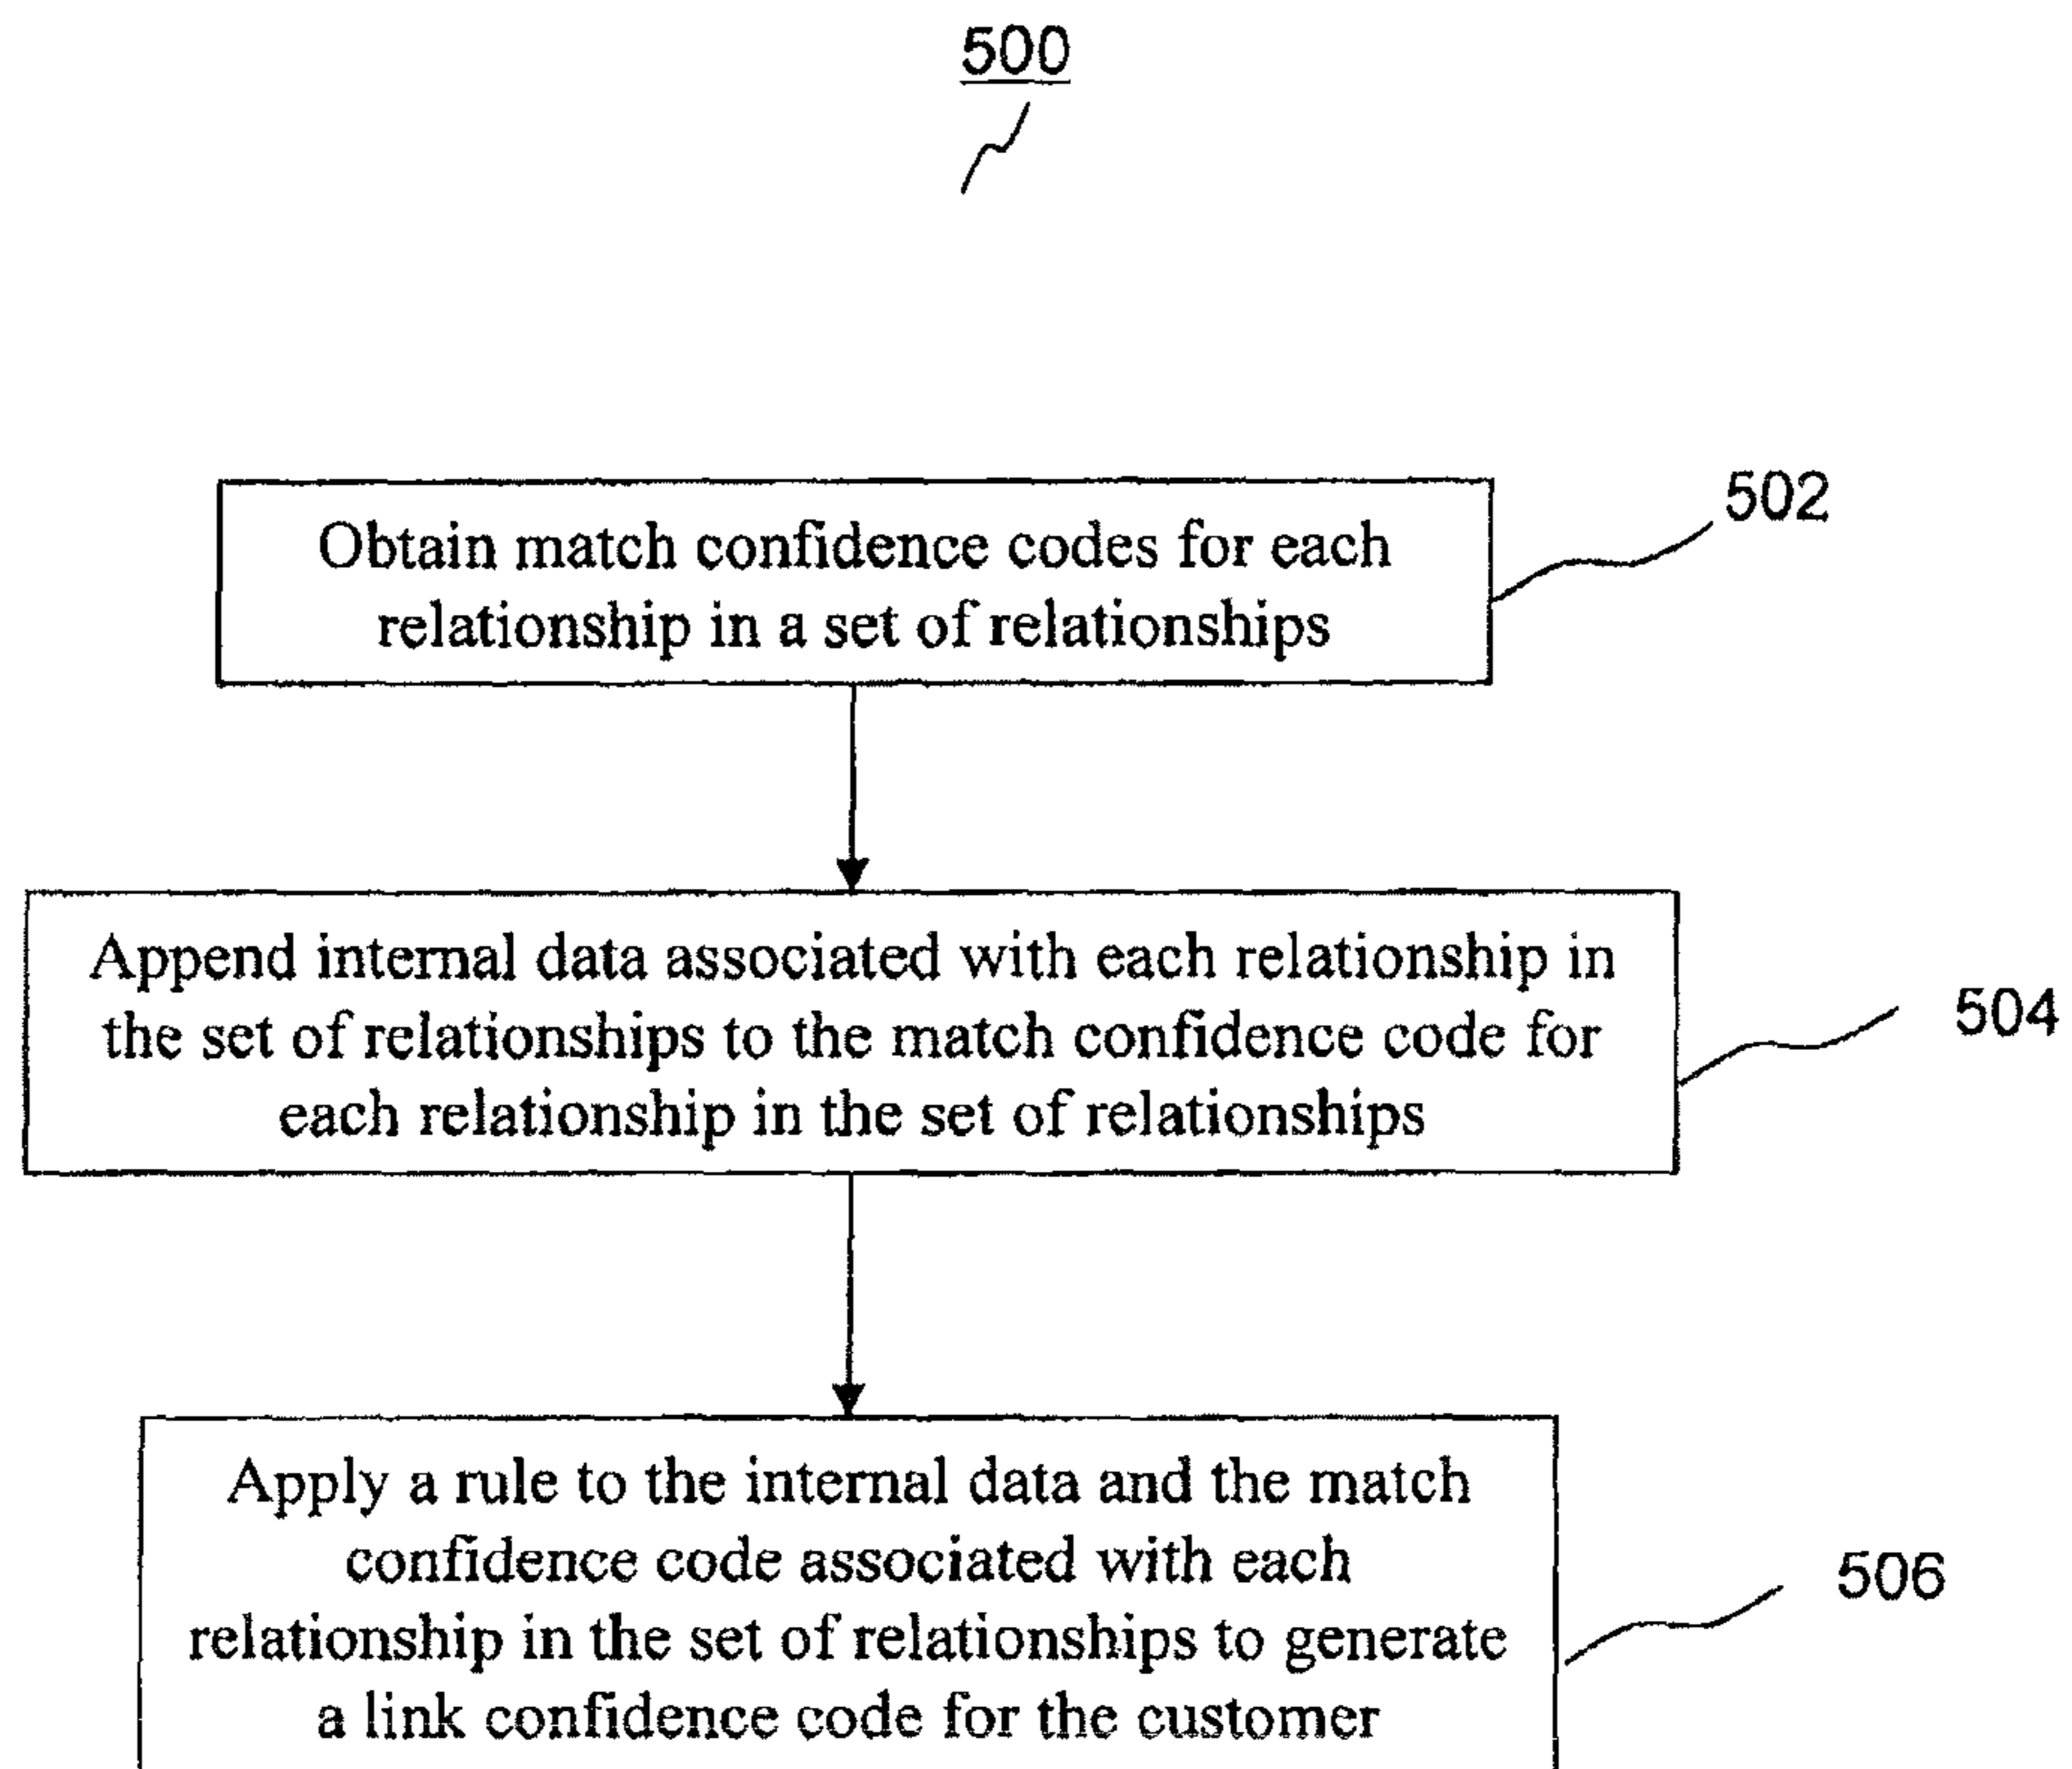 500
Obtain match confidence codes for each
relationship in a set of relationships
502
Append internal data associated with each relationship in
the set of relationships to the match confidence code for
each relationship in the set of relationships
504
Apply a rule to the internal data and the match
confidence code associated with each
relationship in the set of relationships to generate
a link confidence code for the customer
506